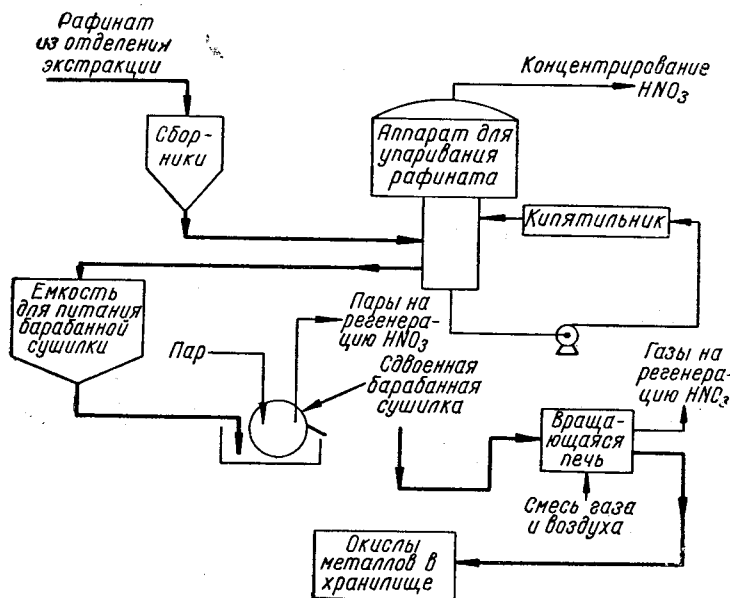 Рафинат
из отделения
экстракции
Концентрирование
HNO3
Сбор-
ники
Аппарат для
упаривания
рафината
Кипятильник
Емкость
для питания
барабанной
сушилки
Пары на
регенера-
цию HNO3
Пар
Сдвоенная
барабанная
сушилка
Газы на
регенера-
цию HNO3
Враща-
ющаяся
печь
Смесь газа
и воздуха
Окислы
металлов в
хранилище